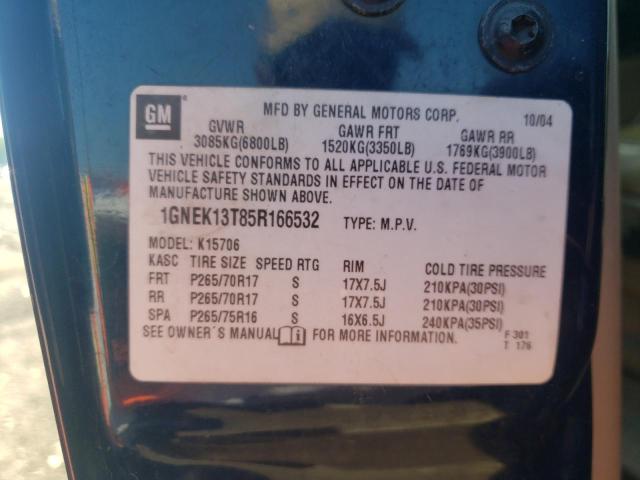 GM ® MFD BY GENERAL MOTORS CORP. 10/04
GVWR GAWR FRT GAWR RR
3085KG(6800LB) 1520KG(3350LB) 1769KG(3900LB)
THIS VEHICLE CONFORMS TO ALL APPLICABLE U.S. FEDERAL MOTOR
VEHICLE SAFETY STANDARDS IN EFFECT ON THE DATE OF
MANUFACTURE SHOWN ABOVE.
1GNEK13T85R166532 TYPE: M.P.V.
MODEL: K15706
KASC TIRE SIZE SPEED RTG RIM COLD TIRE PRESSURE
FRT P265/70R17 S 17X7.5J 210KPA(30PSI)
RR P265/70R17 S 17X7.5J 210KPA(30PSI)
SPA P265/75R16 S 16X6.5J 240KPA(35PSI)
SEE OWNER'S MANUAL i FOR MORE INFORMATION. F 301
T 176